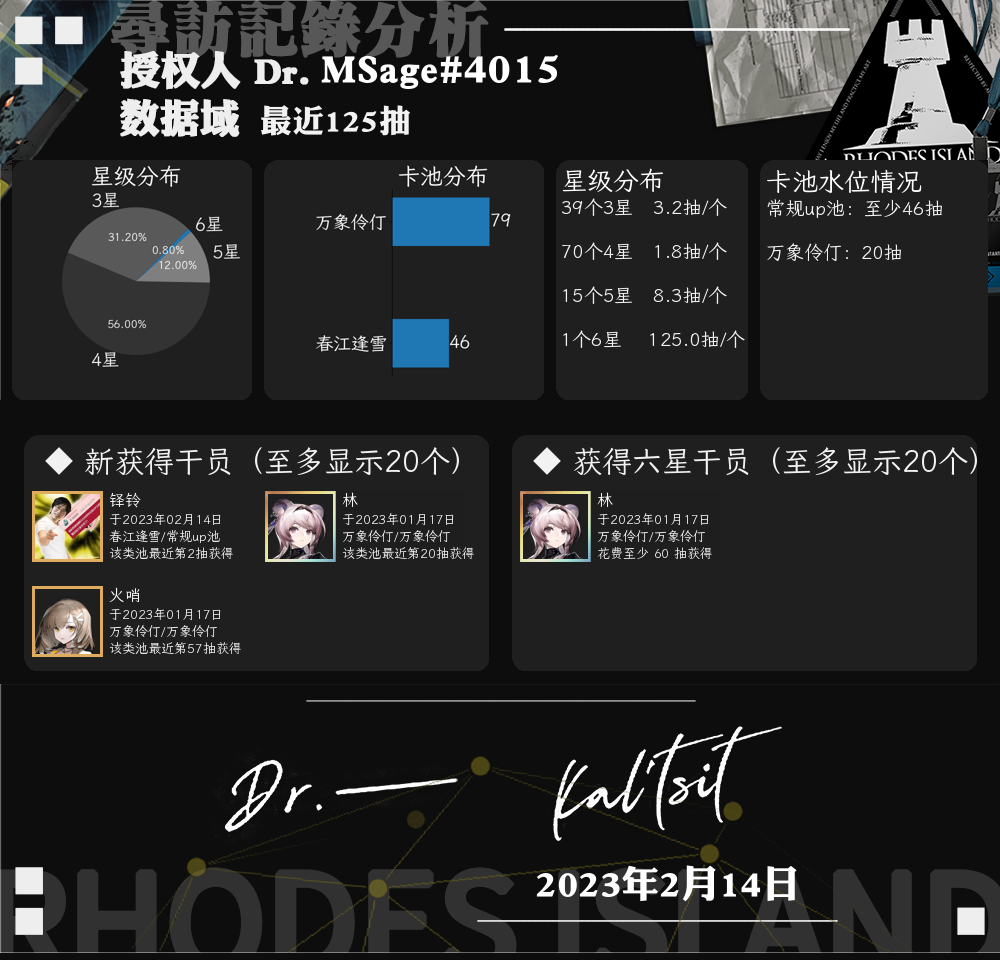 尋訪記錄分析
授权人 Dr. MSage#4015
数据域 最近125抽
RHODES ISLAND
星级分布
3星
6星
5星
4星
31.20%
0.80%
12.00%
56.00%
卡池分布
万象伶仃
79
春江逢雪
46
星级分布
39个3星 3.2抽/个
70个4星 1.8抽/个
15个5星 8.3抽/个
1个6星 125.0抽/个
卡池水位情况
常规up池：至少46抽
万象伶仃：20抽
◆ 新获得干员（至多显示20个）
铎铃
于2023年02月14日
春江逢雪/常规up池
该类池最近第2抽获得
林
于2023年01月17日
万象伶仃/万象伶仃
该类池最近第20抽获得
火哨
于2023年01月17日
万象伶仃/万象伶仃
该类池最近第57抽获得
◆ 获得六星干员（至多显示20个）
林
于2023年01月17日
万象伶仃/万象伶仃
花费至少 60 抽获得
Dr.—
Kal'tsit
2023年2月14日
RHODES ISLAND